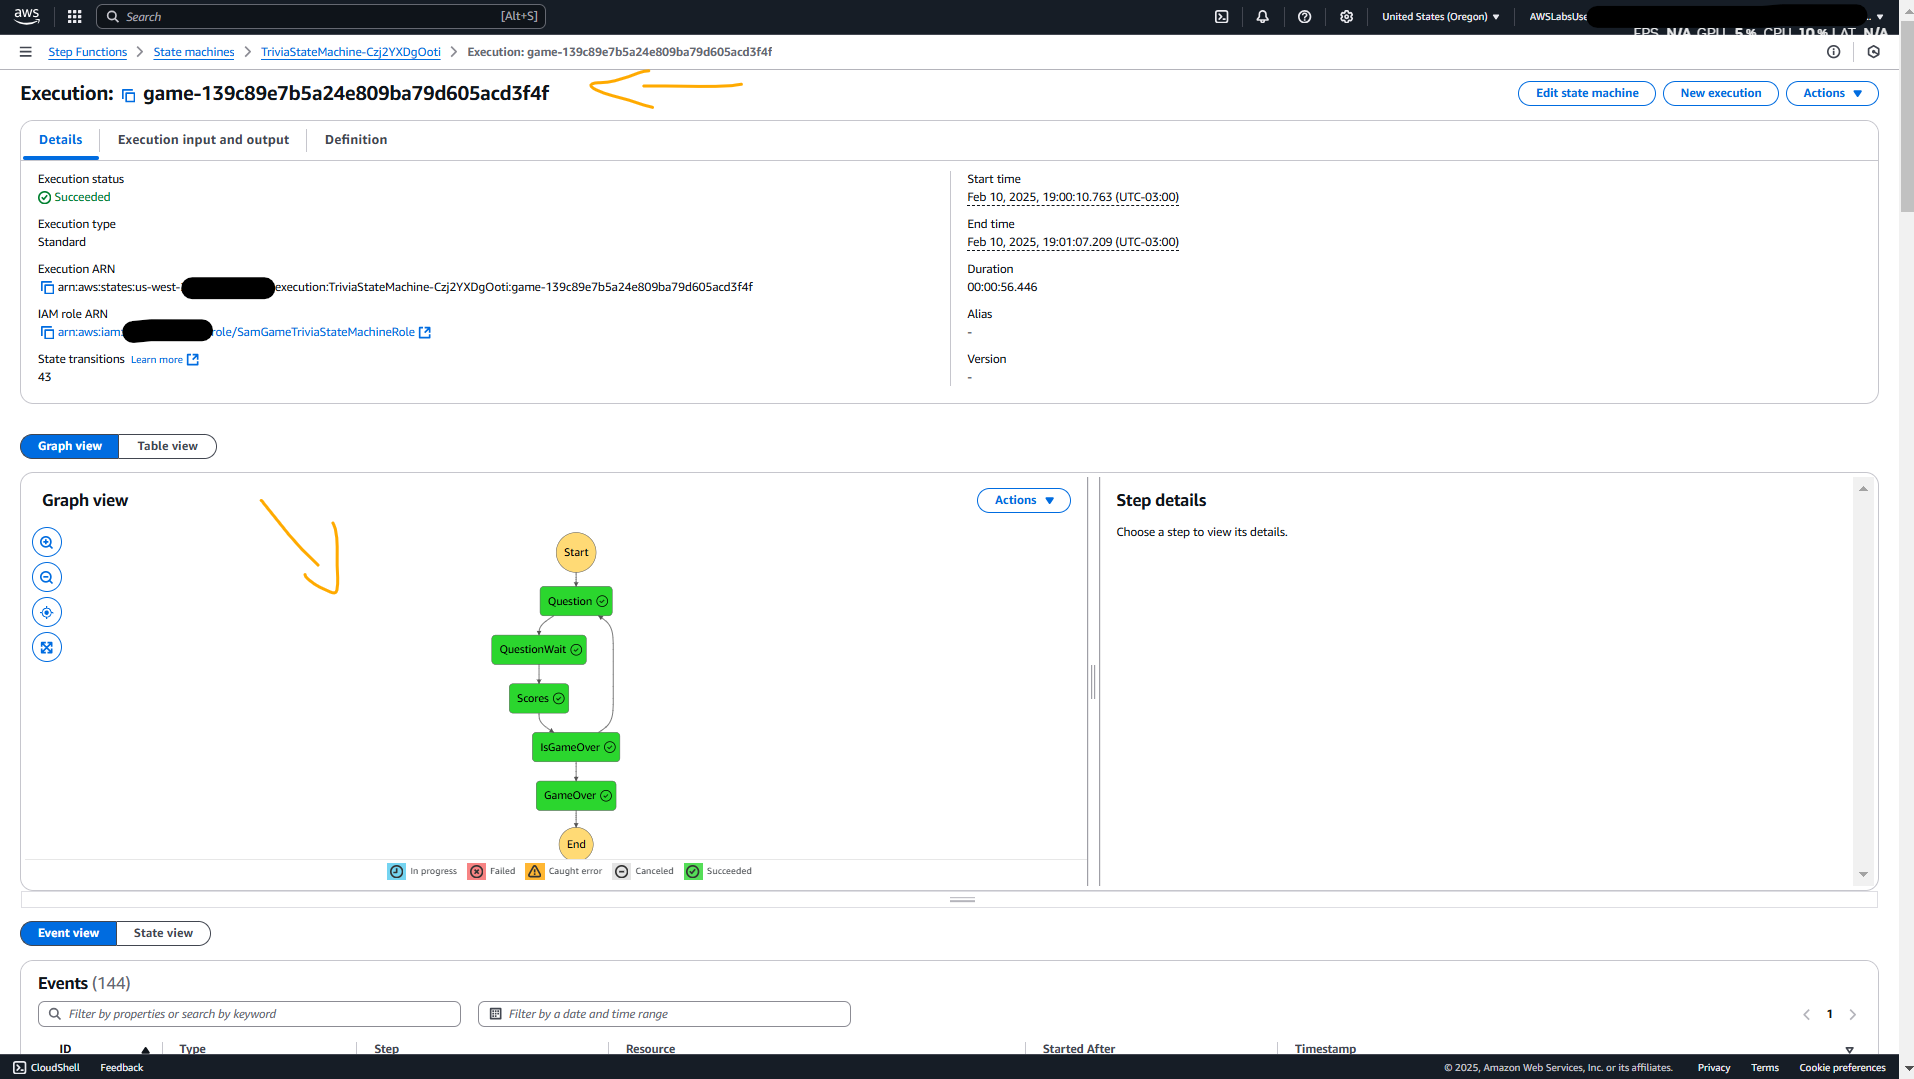 aws
Search [Alt+S]
United States (Oregon) ▼
AWSLabsUse
Step Functions > State machines > TriviaStateMachine-Czj2YXDgOoti > Execution: game-139c89e7b5a24e809ba79d605acd3f4f
Execution: game-139c89e7b5a24e809ba79d605acd3f4f
Edit state machine
New execution
Actions ▼
Details
Execution input and output
Definition
Execution status
Succeeded
Execution type
Standard
Execution ARN
arn:aws:states:us-west- execution:TriviaStateMachine-Czj2YXDgOoti:game-139c89e7b5a24e809ba79d605acd3f4f
IAM role ARN
arn:aws:iam: role/SamGameTriviaStateMachineRole
State transitions Learn more
43
Start time
Feb 10, 2025, 19:00:10.763 (UTC-03:00)
End time
Feb 10, 2025, 19:01:07.209 (UTC-03:00)
Duration
00:00:56.446
Alias
-
Version
-
Graph view
Table view
Graph view
Actions ▼
Start
Question
QuestionWait
Scores
IsGameOver
GameOver
End
In progress
Failed
Caught error
Canceled
Succeeded
Step details
Choose a step to view its details.
Event view
State view
Events (144)
Filter by properties or search by keyword
Filter by a date and time range
1
ID
Type
Step
Resource
Started After
Timestamp
CloudShell
Feedback
© 2025, Amazon Web Services, Inc. or its affiliates.
Privacy
Terms
Cookie preferences